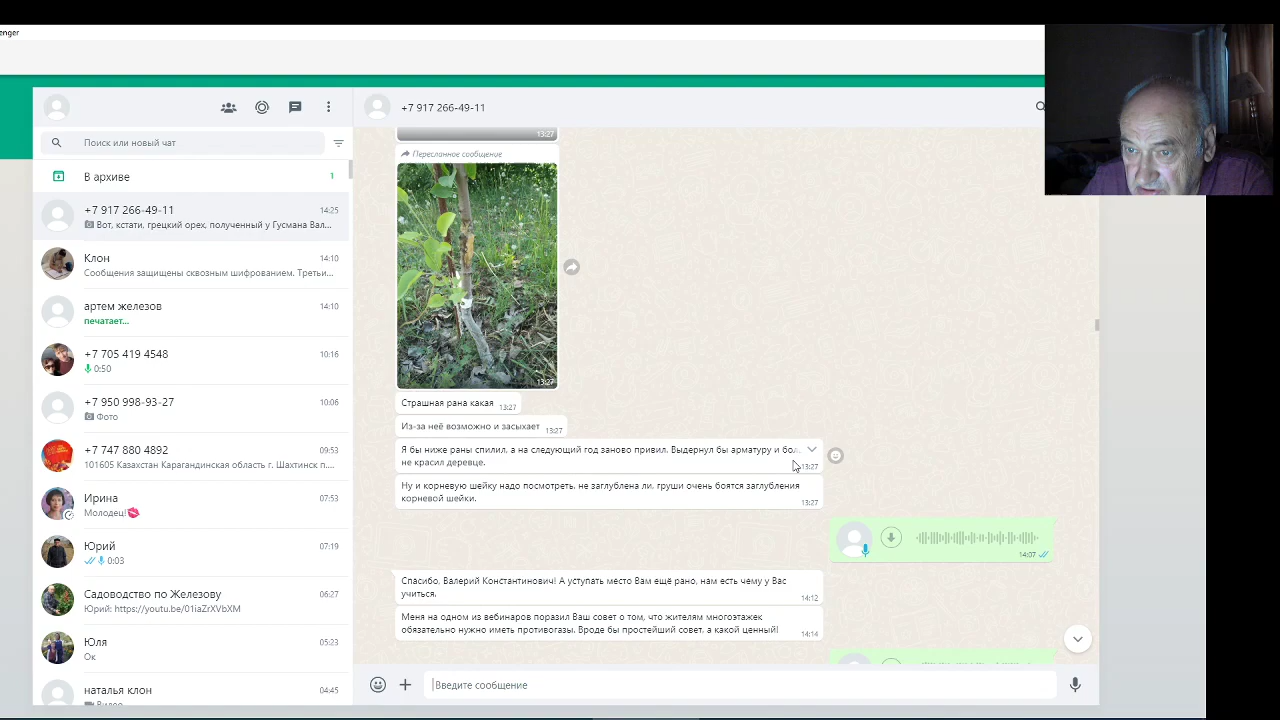 enger
Поиск или новый чат
В архиве
1
+7 917 266-49-11
14:25
Вот, кстати, грецкий орех, полученный у Гусмана Вал...
Клон
14:10
Сообщения защищены сквозным шифрованием. Третьи...
артем железов
14:10
печатает...
+7 705 419 4548
10:16
0:50
+7 950 998-93-27
10:06
Фото
+7 747 880 4892
09:53
101605 Казахстан Карагандинская область г. Шахтинск п....
Ирина
07:53
Молодец!
Юрий
07:19
0:03
Садоводство по Железову
06:27
Юрий: https://youtu.be/01iaZrXVbXM
Юля
05:23
Ок
наталья клон
04:45
Видео
+7 917 266-49-11
13:27
Пересланное сообщение
13:27
Страшная рана какая
13:27
Из-за неё возможно и засыхает
13:27
Я бы ниже раны спилил, а на следующий год заново привил. Выдернул бы арматуру и бол...
не красил деревце.
13:27
Ну и корневую шейку надо посмотреть, не заглублена ли, груши очень боятся заглубления
корневой шейки.
13:27
14:07
Спасибо, Валерий Константинович! А уступать место Вам ещё рано, нам есть чему у Вас
учиться.
14:12
Меня на одном из вебинаров поразил Ваш совет о том, что жителям многоэтажек
обязательно нужно иметь противогазы. Вроде бы простейший совет, а какой ценный!
14:14
Введите сообщение